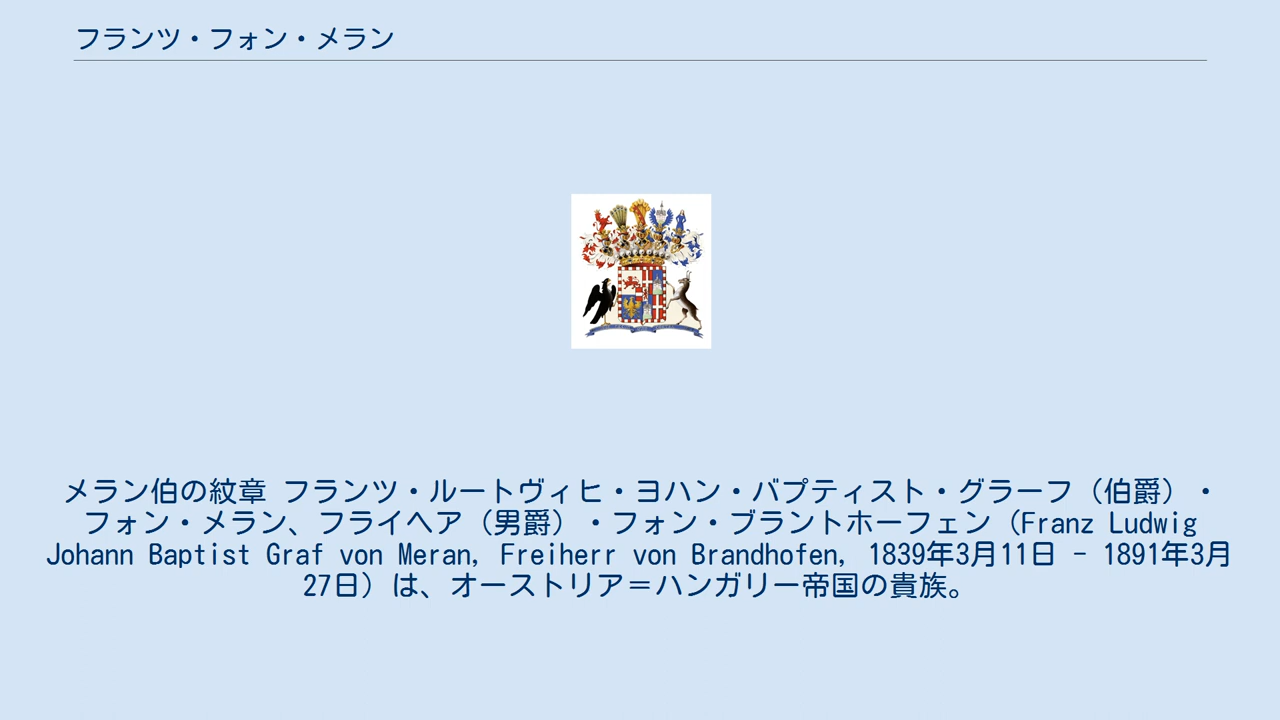 フランツ・フォン・メラン
メラン伯の紋章 フランツ・ルートヴィヒ・ヨハン・バプティスト・グラーフ（伯爵）・
フォン・メラン、フライヘア（男爵）・フォン・ブラントホーフェン（Franz Ludwig
Johann Baptist Graf von Meran, Freiherr von Brandhofen, 1839年3月11日 - 1891年3月
27日）は、オーストリア＝ハンガリー帝国の貴族。